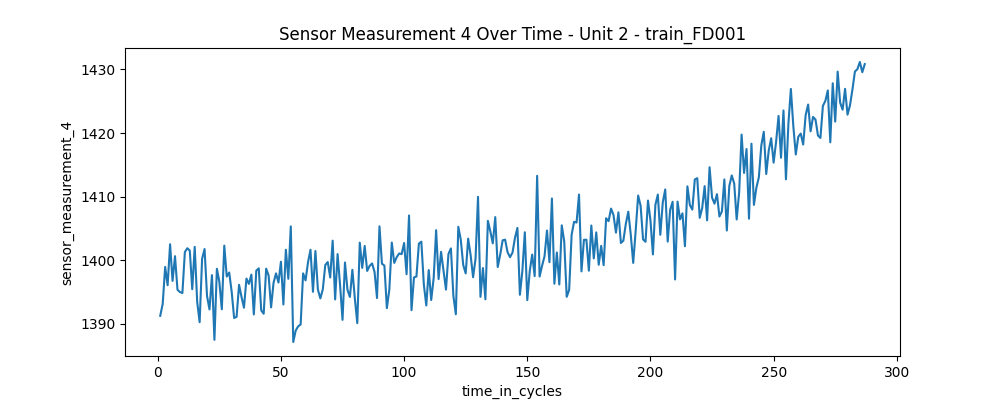 Sensor Measurement 4 Over Time - Unit 2 - train_FD001
sensor_measurement_4
1430
1420
1410
1400
1390
0 50 100 150 200 250 300
time_in_cycles